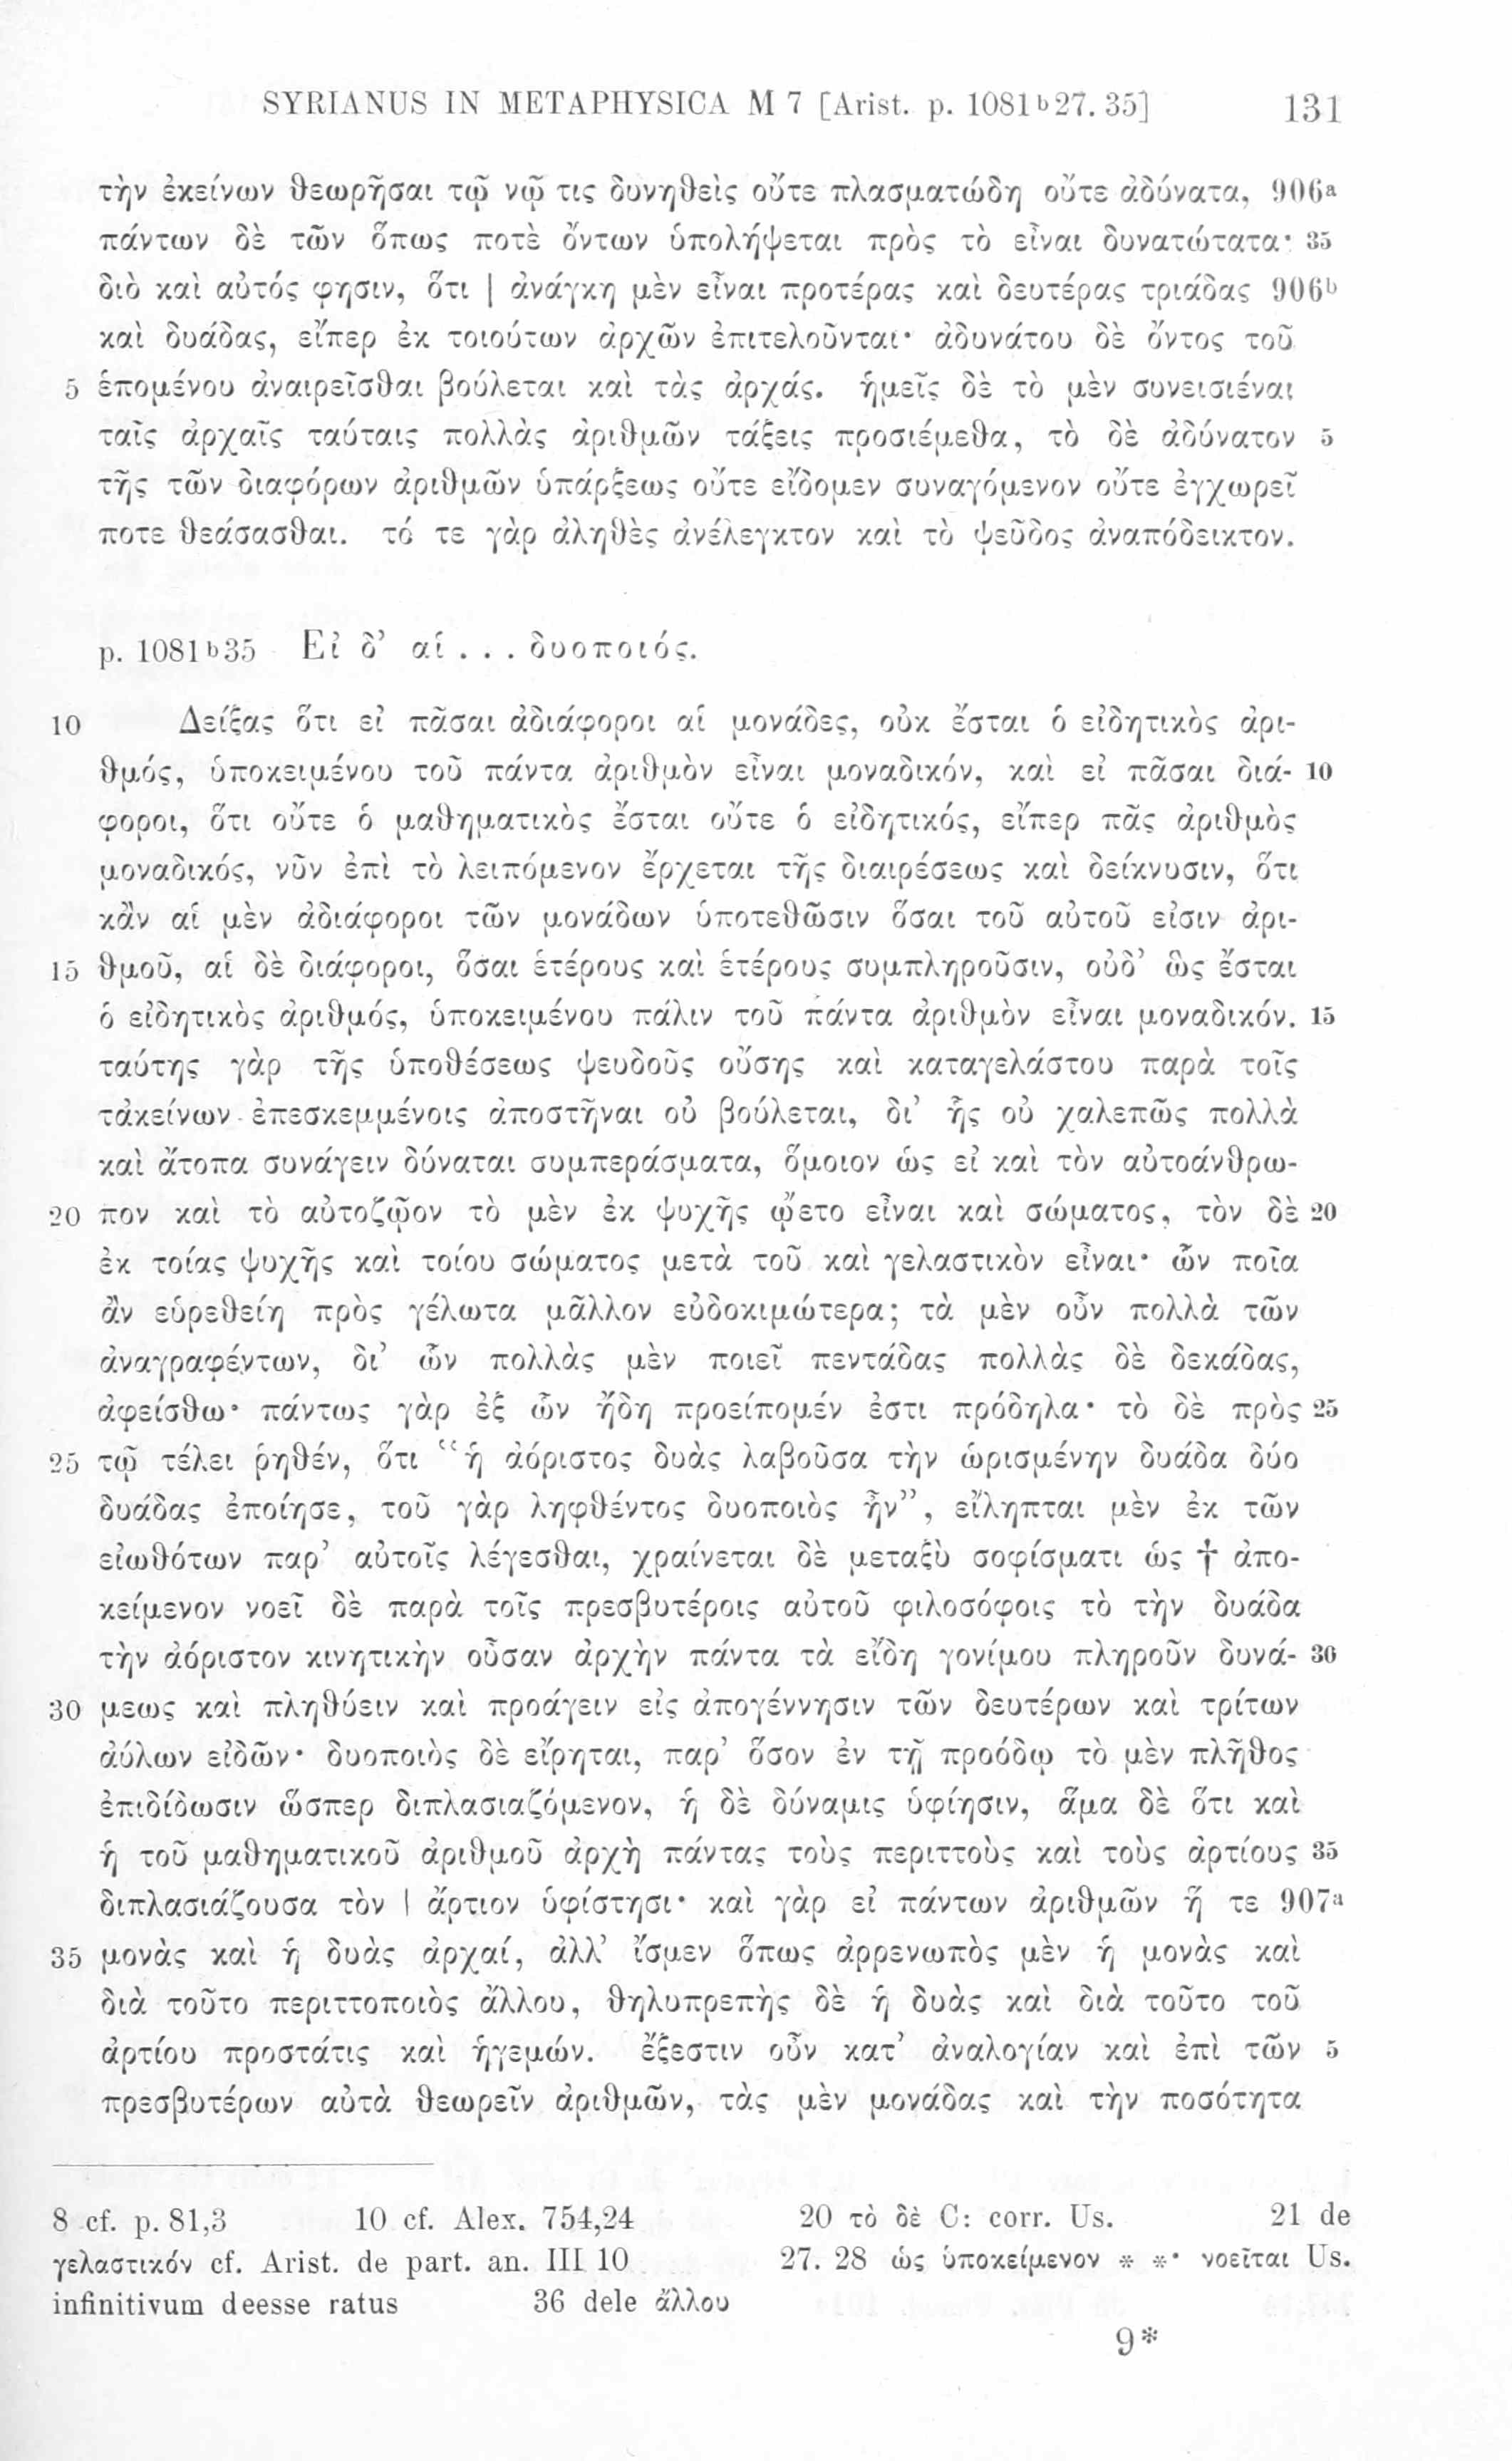 SYRIANUS IN METAPHYSICA M 7 [Arist. p. 1081ᵇ27. 35] 131
τὴν ἐκείνων θεωρῆσαι τῷ νῷ τις δυνηθεὶς οὔτε πλασματώδη οὔτε ἀδύνατα, 906ᵃ
πάντων δὲ τῶν ὅπως ποτὲ ὄντων ὑπολήψεται πρὸς τὸ εἶναι δυνατώτατα· 35
διὸ καὶ αὐτός φησιν, ὅτι | ἀνάγκη μὲν εἶναι προτέρας καὶ δευτέρας τριάδας 906ᵇ
καὶ δυάδας, εἴπερ ἐκ τοιούτων ἀρχῶν ἐπιτελοῦνται· ἀδυνάτου δὲ ὄντος τοῦ
5 ἑπομένου ἀναιρεῖσθαι βούλεται καὶ τὰς ἀρχάς. ἡμεῖς δὲ τὸ μὲν συνεισιέναι
ταῖς ἀρχαῖς ταύταις πολλὰς ἀριθμῶν τάξεις προσιέμεθα, τὸ δὲ ἀδύνατον 5
τῆς τῶν διαφόρων ἀριθμῶν ὑπάρξεως οὔτε εἴδομεν συναγόμενον οὔτε ἐγχωρεῖ
ποτε θεάσασθαι. τό τε γὰρ ἀληθὲς ἀνέλεγκτον καὶ τὸ ψεῦδος ἀναπόδεικτον.
p. 1081ᵇ35 Εἰ δ’ αἱ . . . δυοποιός.
10 Δείξας ὅτι εἰ πᾶσαι ἀδιάφοροι αἱ μονάδες, οὐκ ἔσται ὁ εἰδητικὸς ἀρι-
θμός, ὑποκειμένου τοῦ πάντα ἀριθμὸν εἶναι μοναδικόν, καὶ εἰ πᾶσαι διά- 10
φοροι, ὅτι οὔτε ὁ μαθηματικὸς ἔσται οὔτε ὁ εἰδητικός, εἴπερ πᾶς ἀριθμὸς
μοναδικός, νῦν ἐπὶ τὸ λειπόμενον ἔρχεται τῆς διαιρέσεως καὶ δείκνυσιν, ὅτι
κἂν αἱ μὲν ἀδιάφοροι τῶν μονάδων ὑποτεθῶσιν ὅσαι τοῦ αὐτοῦ εἰσιν ἀρι-
15 θμοῦ, αἱ δὲ διάφοροι, ὅσαι ἑτέρους καὶ ἑτέρους συμπληροῦσιν, οὐδ’ ὣς ἔσται
ὁ εἰδητικὸς ἀριθμός, ὑποκειμένου πάλιν τοῦ πάντα ἀριθμὸν εἶναι μοναδικόν. 15
ταύτης γὰρ τῆς ὑποθέσεως ψευδοῦς οὔσης καὶ καταγελάστου παρὰ τοῖς
τἀκείνων ἐπεσκεμμένοις ἀποστῆναι οὐ βούλεται, δι’ ἧς οὐ χαλεπῶς πολλὰ
καὶ ἄτοπα συνάγειν δύναται συμπεράσματα, ὅμοιον ὡς εἰ καὶ τὸν αὐτοάνθρω-
20 πον καὶ τὸ αὐτοζῷον τὸ μὲν ἐκ ψυχῆς ᾤετο εἶναι καὶ σώματος, τὸν δὲ 20
ἐκ τοίας ψυχῆς καὶ τοίου σώματος μετὰ τοῦ καὶ γελαστικὸν εἶναι· ὧν ποῖα
ἂν εὑρεθείη πρὸς γέλωτα μᾶλλον εὐδοκιμώτερα; τὰ μὲν οὖν πολλὰ τῶν
ἀναγραφέντων, δι’ ὧν πολλὰς μὲν ποιεῖ πεντάδας πολλὰς δὲ δεκάδας,
ἀφείσθω· πάντως γὰρ ἐξ ὧν ἤδη προείπομέν ἐστι πρόδηλα· τὸ δὲ πρὸς 25
25 τῷ τέλει ῥηθέν, ὅτι “ἡ ἀόριστος δυὰς λαβοῦσα τὴν ὡρισμένην δυάδα δύο
δυάδας ἐποίησε, τοῦ γὰρ ληφθέντος δυοποιὸς ἦν”, εἴληπται μὲν ἐκ τῶν
εἰωθότων παρ’ αὐτοῖς λέγεσθαι, χραίνεται δὲ μεταξὺ σοφίσματι ὡς † ἀπο-
κείμενον νοεῖ δὲ παρὰ τοῖς πρεσβυτέροις αὐτοῦ φιλοσόφοις τὸ τὴν δυάδα
τὴν ἀόριστον κινητικὴν οὖσαν ἀρχὴν πάντα τὰ εἴδη γονίμου πληροῦν δυνά- 30
30 μεως καὶ πληθύειν καὶ προάγειν εἰς ἀπογέννησιν τῶν δευτέρων καὶ τρίτων
ἀύλων εἰδῶν· δυοποιὸς δὲ εἴρηται, παρ’ ὅσον ἐν τῇ προόδῳ τὸ μὲν πλῆθος
ἐπιδίδωσιν ὥσπερ διπλασιαζόμενον, ἡ δὲ δύναμις ὑφίησιν, ἅμα δὲ ὅτι καὶ
ἡ τοῦ μαθηματικοῦ ἀριθμοῦ ἀρχὴ πάντας τοὺς περιττοὺς καὶ τοὺς ἀρτίους 35
διπλασιάζουσα τὸν | ἄρτιον ὑφίστησι· καὶ γὰρ εἰ πάντων ἀριθμῶν ἥ τε 907ᵃ
35 μονὰς καὶ ἡ δυὰς ἀρχαί, ἀλλ’ ἴσμεν ὅπως ἀρρενωπὸς μὲν ἡ μονὰς καὶ
διὰ τοῦτο περιττοποιὸς ἄλλου, θηλυπρεπὴς δὲ ἡ δυὰς καὶ διὰ τοῦτο τοῦ
ἀρτίου προστάτις καὶ ἡγεμών. ἔξεστιν οὖν κατ’ ἀναλογίαν καὶ ἐπὶ τῶν 5
πρεσβυτέρων αὐτὰ θεωρεῖν ἀριθμῶν, τὰς μὲν μονάδας καὶ τὴν ποσότητα
8 cf. p. 81,3 10 cf. Alex. 754,24 20 τὸ δὲ C: corr. Us. 21 de
γελαστικόν cf. Arist. de part. an. III 10 27. 28 ὡς ὑποκείμενον * *· νοεῖται Us.
infinitivum deesse ratus 36 dele ἄλλου
9*